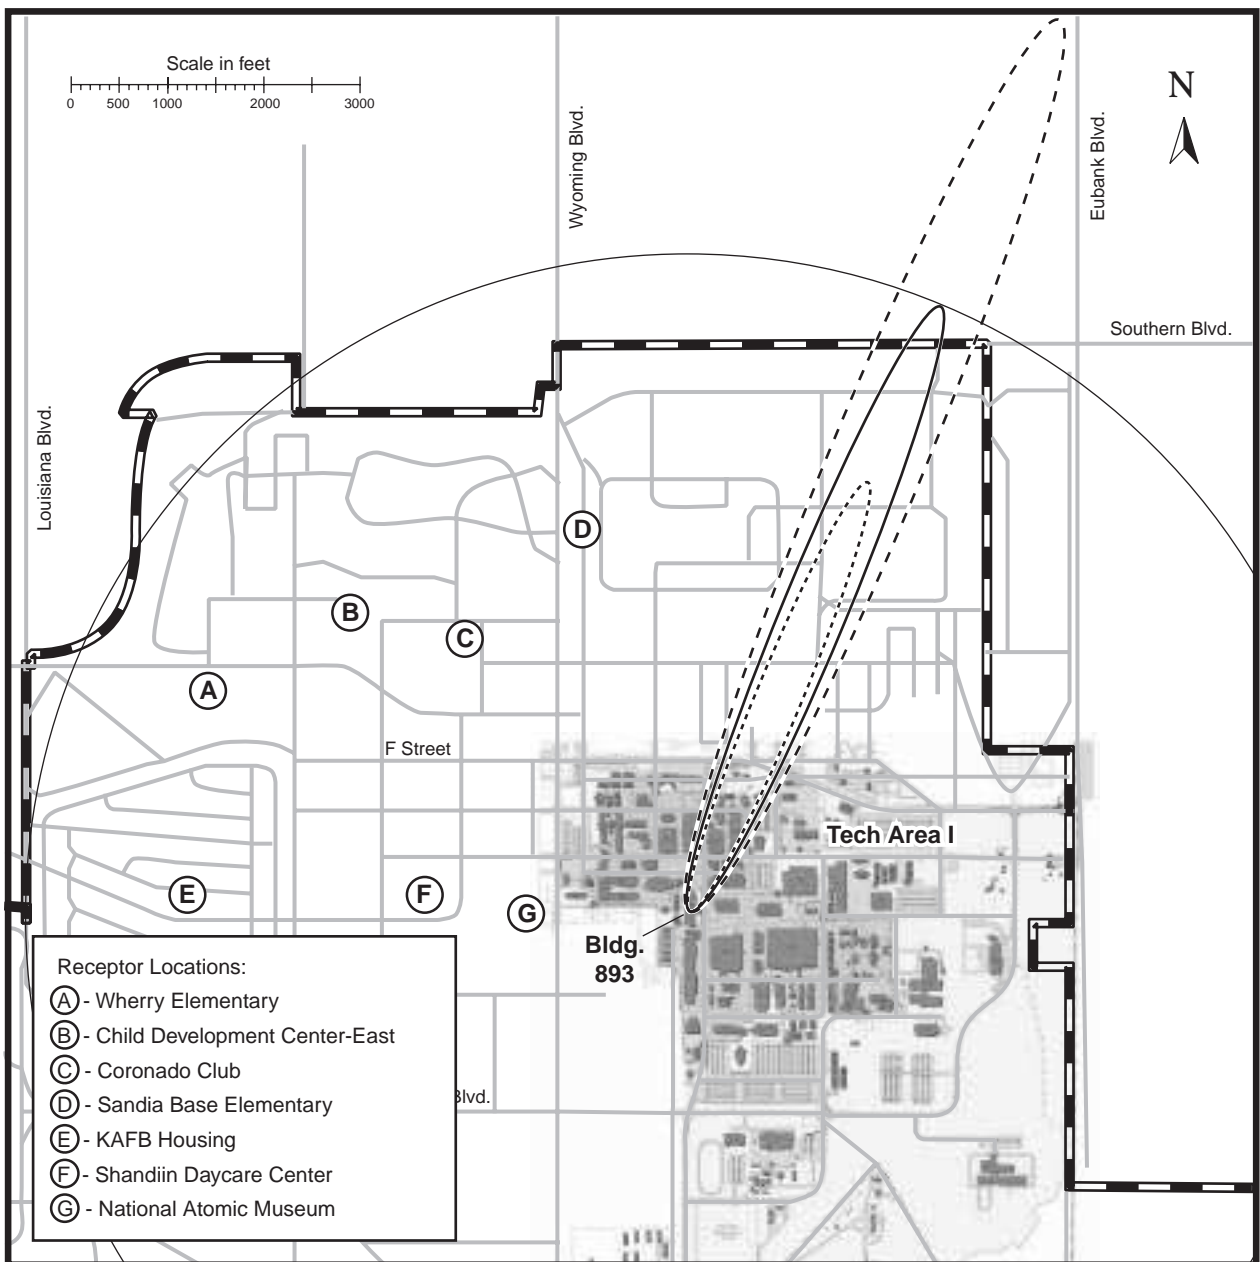 Scale in feet
0 500 1000 2000 3000
N
Wyoming Blvd.
Eubank Blvd.
Southern Blvd.
Louisiana Blvd.
D
B
C
A
F Street
Tech Area I
E
F
G
Bldg.
893
Receptor Locations:
A - Wherry Elementary
B - Child Development Center-East
C - Coronado Club
D - Sandia Base Elementary
E - KAFB Housing
F - Shandiin Daycare Center
G - National Atomic Museum
Blvd.